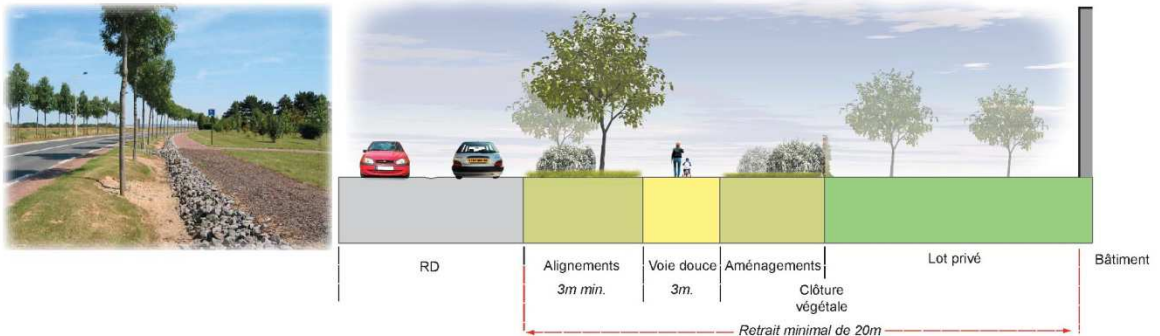 RD
Alignements
3m min.
Voie douce
3m.
Aménagements
Clôture
végétale
Lot privé
Bâtiment
Retrait minimal de 20m